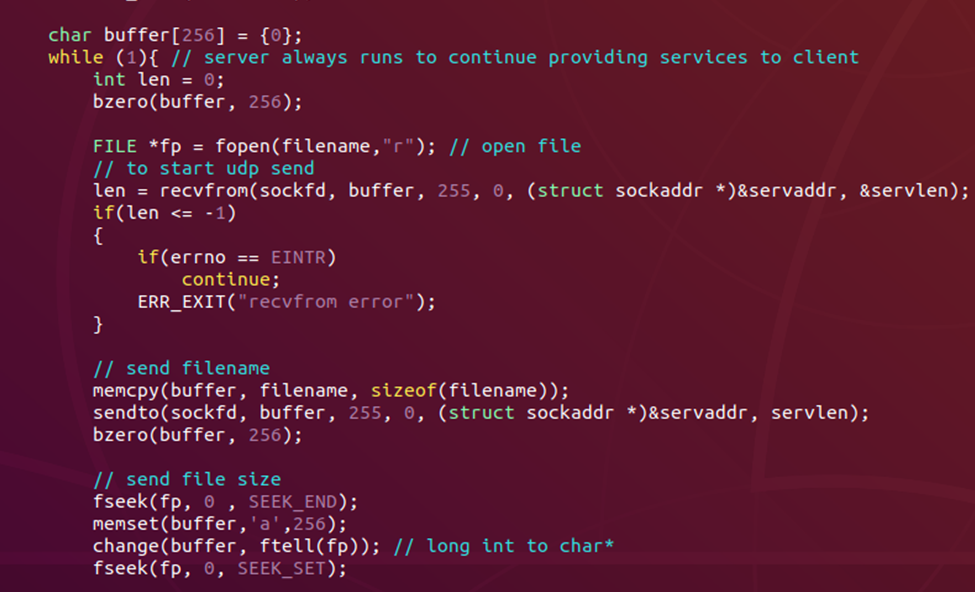 char buffer[256] = {0};
while (1){ // server always runs to continue providing services to client
    int len = 0;
    bzero(buffer, 256);

    FILE *fp = fopen(filename,"r"); // open file
    // to start udp send
    len = recvfrom(sockfd, buffer, 255, 0, (struct sockaddr *)&servaddr, &servlen);
    if(len <= -1)
    {
        if(errno == EINTR)
            continue;
        ERR_EXIT("recvfrom error");
    }

    // send filename
    memcpy(buffer, filename, sizeof(filename));
    sendto(sockfd, buffer, 255, 0, (struct sockaddr *)&servaddr, servlen);
    bzero(buffer, 256);

    // send file size
    fseek(fp, 0 , SEEK_END);
    memset(buffer,'a',256);
    change(buffer, ftell(fp)); // long int to char*
    fseek(fp, 0, SEEK_SET);